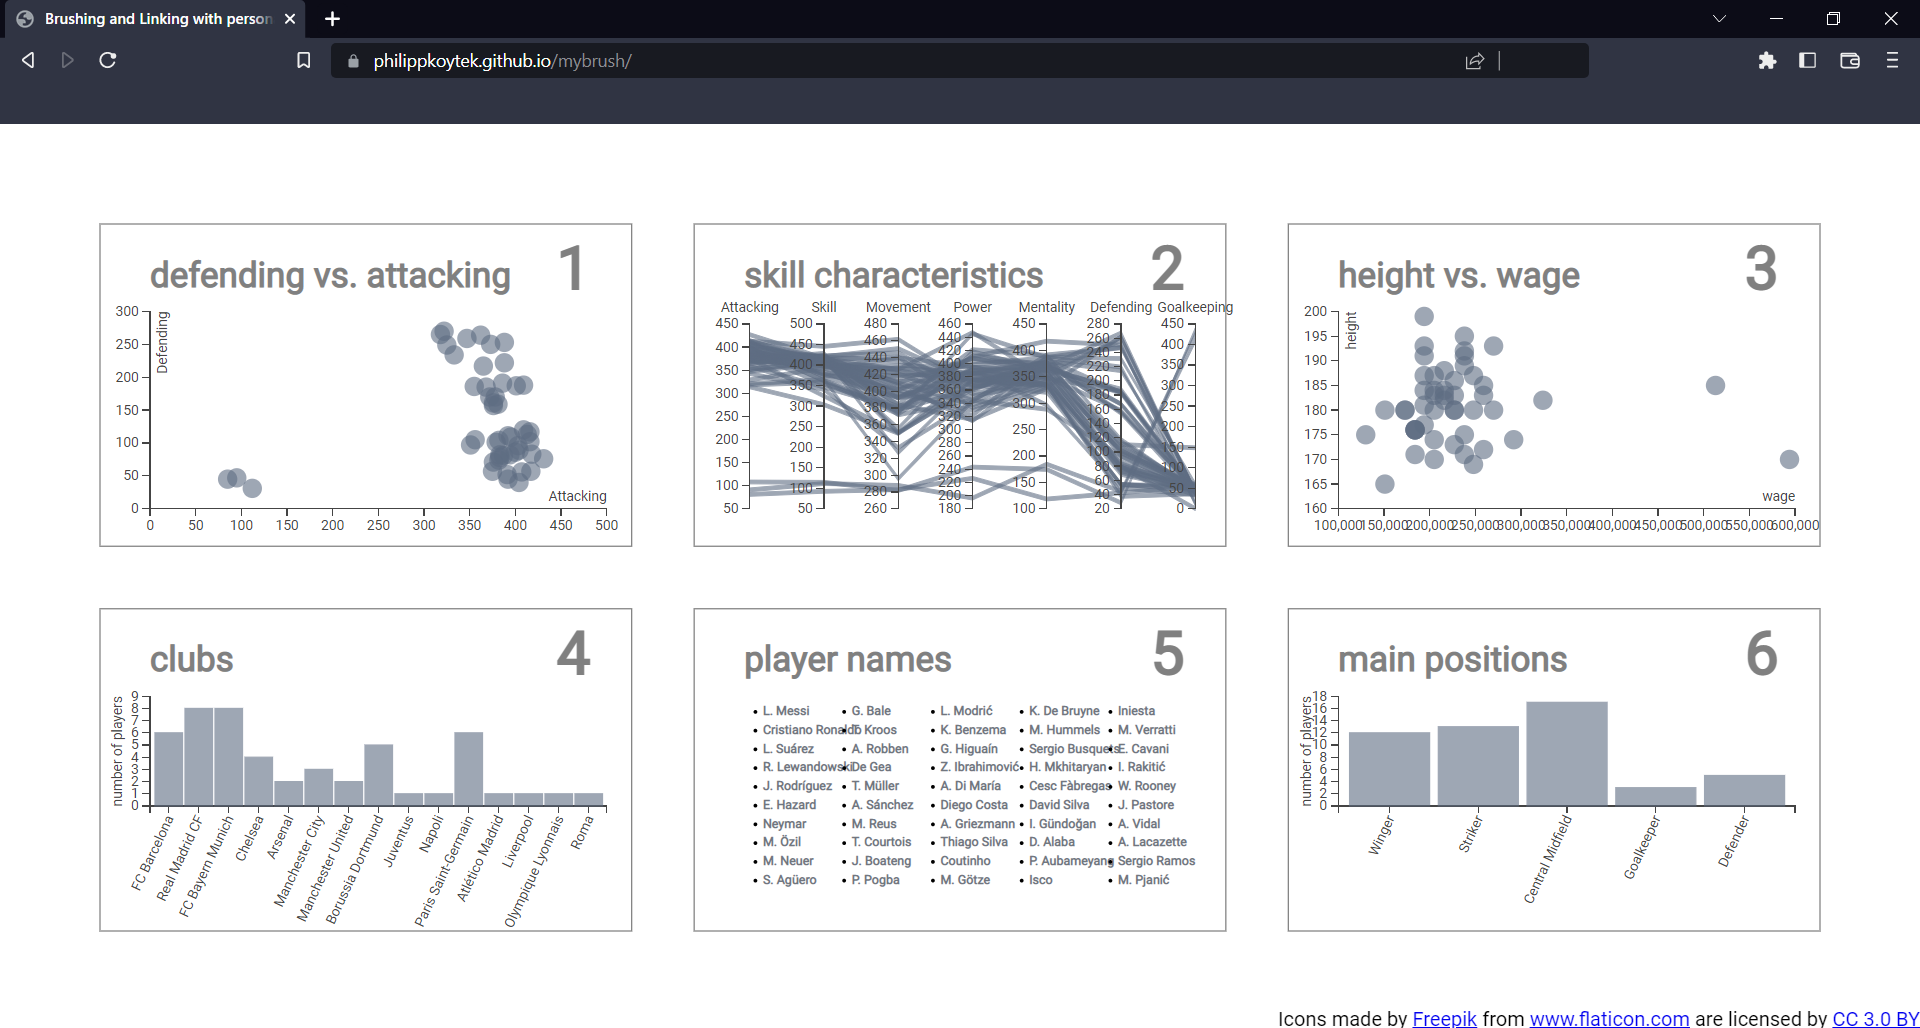 Brushing and Linking with person
philippkoytek.github.io/mybrush/
defending vs. attacking 1
Defending
300
250
200
150
100
50
0
Attacking
0 50 100 150 200 250 300 350 400 450 500
skill characteristics 2
Attacking Skill Movement Power Mentality Defending Goalkeeping
450 400 350 300 250 200 150 100 50
500 450 400 350 300 250 200 150 100 50
480 460 440 420 400 380 360 340 320 300 280 260
460 440 420 400 380 360 340 320 300 280 260 240 220 200 180
450 400 350 300 250 200 150 100
280 260 240 220 200 180 160 140 120 100 80 60 40 20
450 400 350 300 250 200 150 100 50 0
height vs. wage 3
height
200
195
190
185
180
175
170
165
160
wage
100,000 150,000 200,000 250,000 300,000 350,000 400,000 450,000 500,000 550,000 600,000
clubs 4
number of players
9
8
7
6
5
4
3
2
1
0
FC Barcelona
Real Madrid CF
FC Bayern Munich
Chelsea
Arsenal
Manchester City
Manchester United
Borussia Dortmund
Juventus
Napoli
Paris Saint-Germain
Atlético Madrid
Liverpool
Olympique Lyonnais
Roma
player names 5
• L. Messi • G. Bale • L. Modrić • K. De Bruyne • Iniesta
• Cristiano Ronaldo • T. Kroos • K. Benzema • M. Hummels • M. Verratti
• L. Suárez • A. Robben • G. Higuaín • Sergio Busquets • E. Cavani
• R. Lewandowski • De Gea • Z. Ibrahimović • H. Mkhitaryan • I. Rakitić
• J. Rodríguez • T. Müller • A. Di María • Cesc Fàbregas • W. Rooney
• E. Hazard • A. Sánchez • Diego Costa • David Silva • J. Pastore
• Neymar • M. Reus • A. Griezmann • I. Gündoğan • A. Vidal
• M. Özil • T. Courtois • Thiago Silva • D. Alaba • A. Lacazette
• M. Neuer • J. Boateng • Coutinho • P. Aubameyang • Sergio Ramos
• S. Agüero • P. Pogba • M. Götze • Isco • M. Pjanić
main positions 6
number of players
18
16
14
12
10
8
6
4
2
0
Winger
Striker
Central Midfield
Goalkeeper
Defender
Icons made by Freepik from www.flaticon.com are licensed by CC 3.0 BY